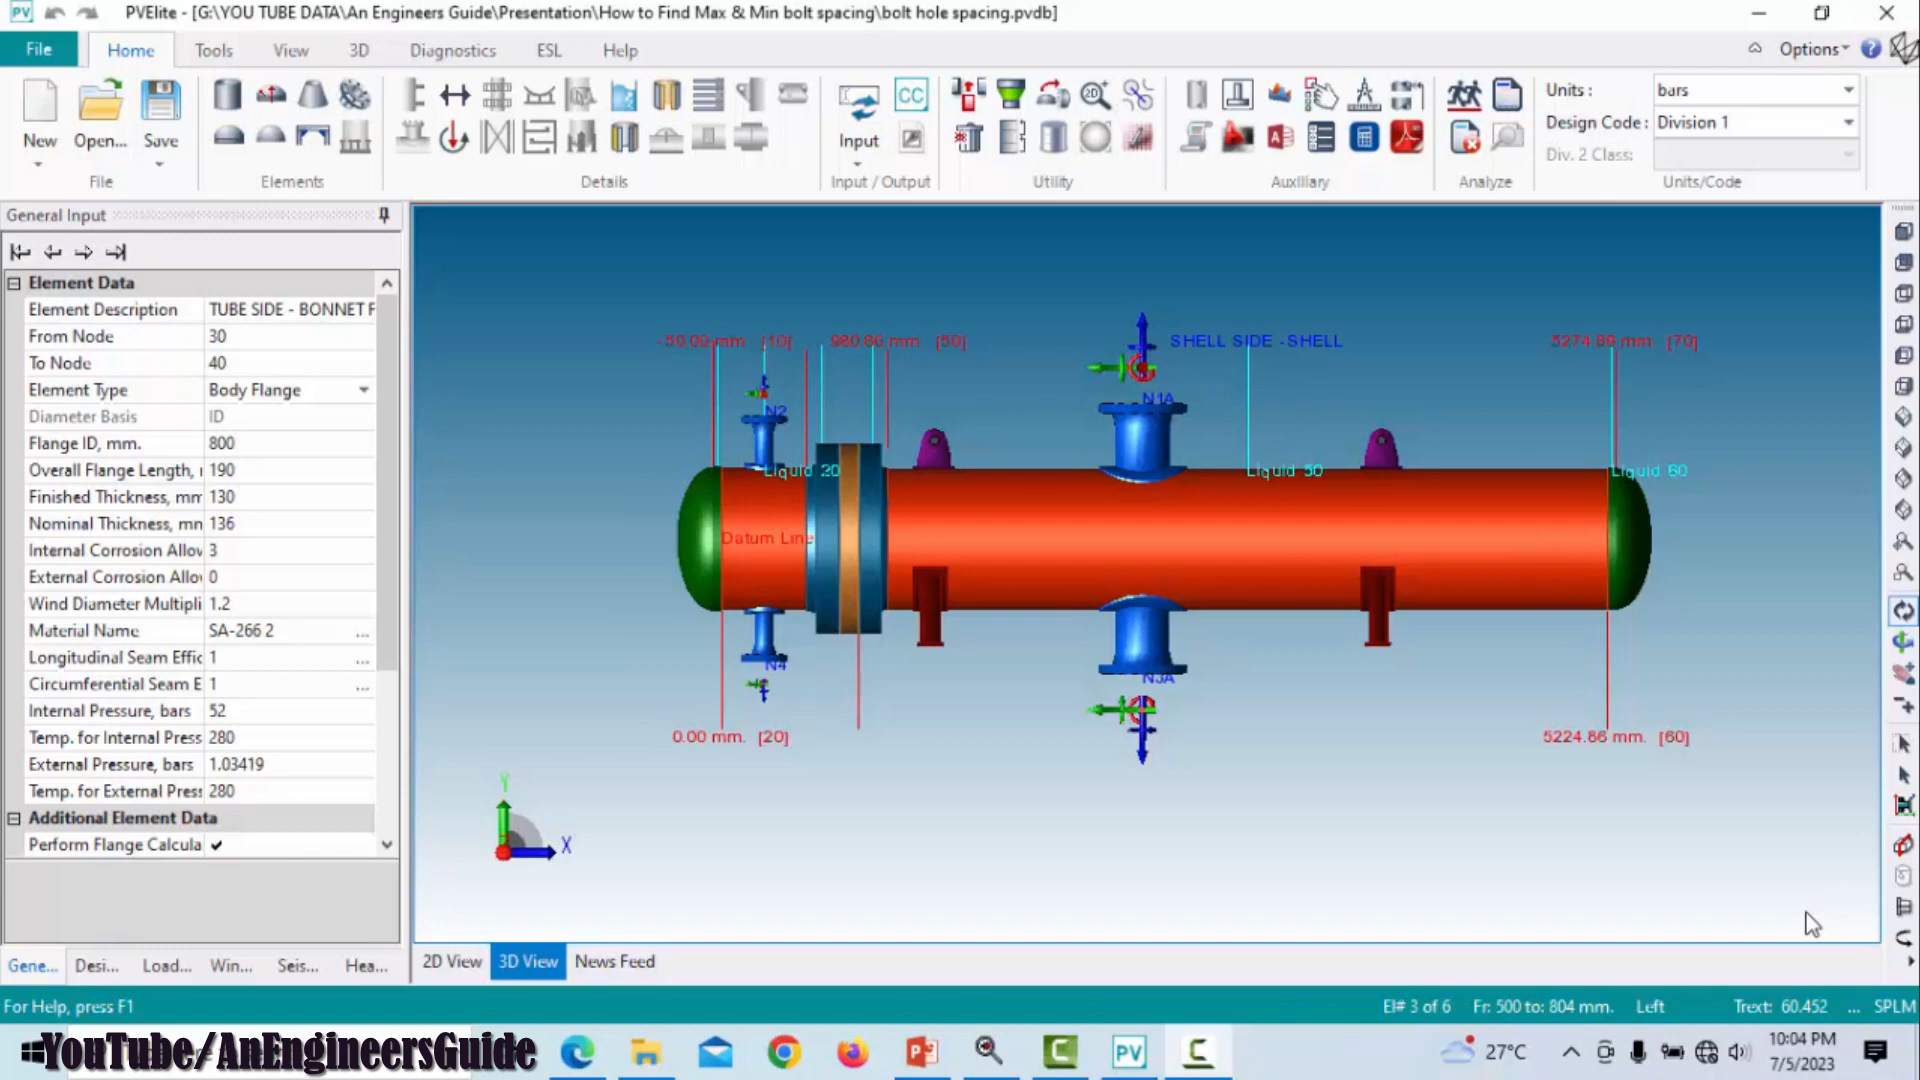 PV PVElite - [G:\YOU TUBE DATA\An Engineers Guide\Presentation\How to Find Max & Min bolt spacing\bolt hole spacing.pvdb]
File Home Tools View 3D Diagnostics ESL Help Options
New Open... Save Input CC 2D
Units : bars
Design Code : Division 1
Div. 2 Class:
File Elements Details Input / Output Utility Auxiliary Analyze Units/Code
General Input
Element Data
Element Description TUBE SIDE - BONNET F
From Node 30
To Node 40
Element Type Body Flange
Diameter Basis ID
Flange ID, mm. 800
Overall Flange Length, 190
Finished Thickness, mm 130
Nominal Thickness, mm 136
Internal Corrosion Allow 3
External Corrosion Allow 0
Wind Diameter Multipli 1.2
Material Name SA-266 2 ...
Longitudinal Seam Effic 1 ...
Circumferential Seam E 1 ...
Internal Pressure, bars 52
Temp. for Internal Press 280
External Pressure, bars 1.03419
Temp. for External Press 280
Additional Element Data
Perform Flange Calcula
-50.00 mm [10] 980.86 mm [50] SHELL SIDE -SHELL 5274.89 mm. [70]
N2 N1A
Liquid 20 Liquid 50 Liquid 60
Datum Line
N4 N3A
0.00 mm. [20] 5224.86 mm. [60]
Y
X
Gene... Desi... Load... Win... Seis... Hea...
2D View 3D View News Feed
For Help, press F1 El# 3 of 6 Fr: 500 to: 804 mm. Left Trext: 60.452 ... SPLM
YouTube/AnEngineersGuide
PV
27°C
10:04 PM
7/5/2023